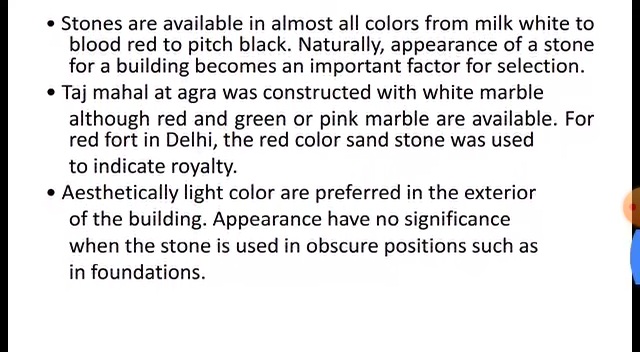 • Stones are available in almost all colors from milk white to
blood red to pitch black. Naturally, appearance of a stone
for a building becomes an important factor for selection.
• Taj mahal at agra was constructed with white marble
although red and green or pink marble are available. For
red fort in Delhi, the red color sand stone was used
to indicate royalty.
• Aesthetically light color are preferred in the exterior
of the building. Appearance have no significance
when the stone is used in obscure positions such as
in foundations.